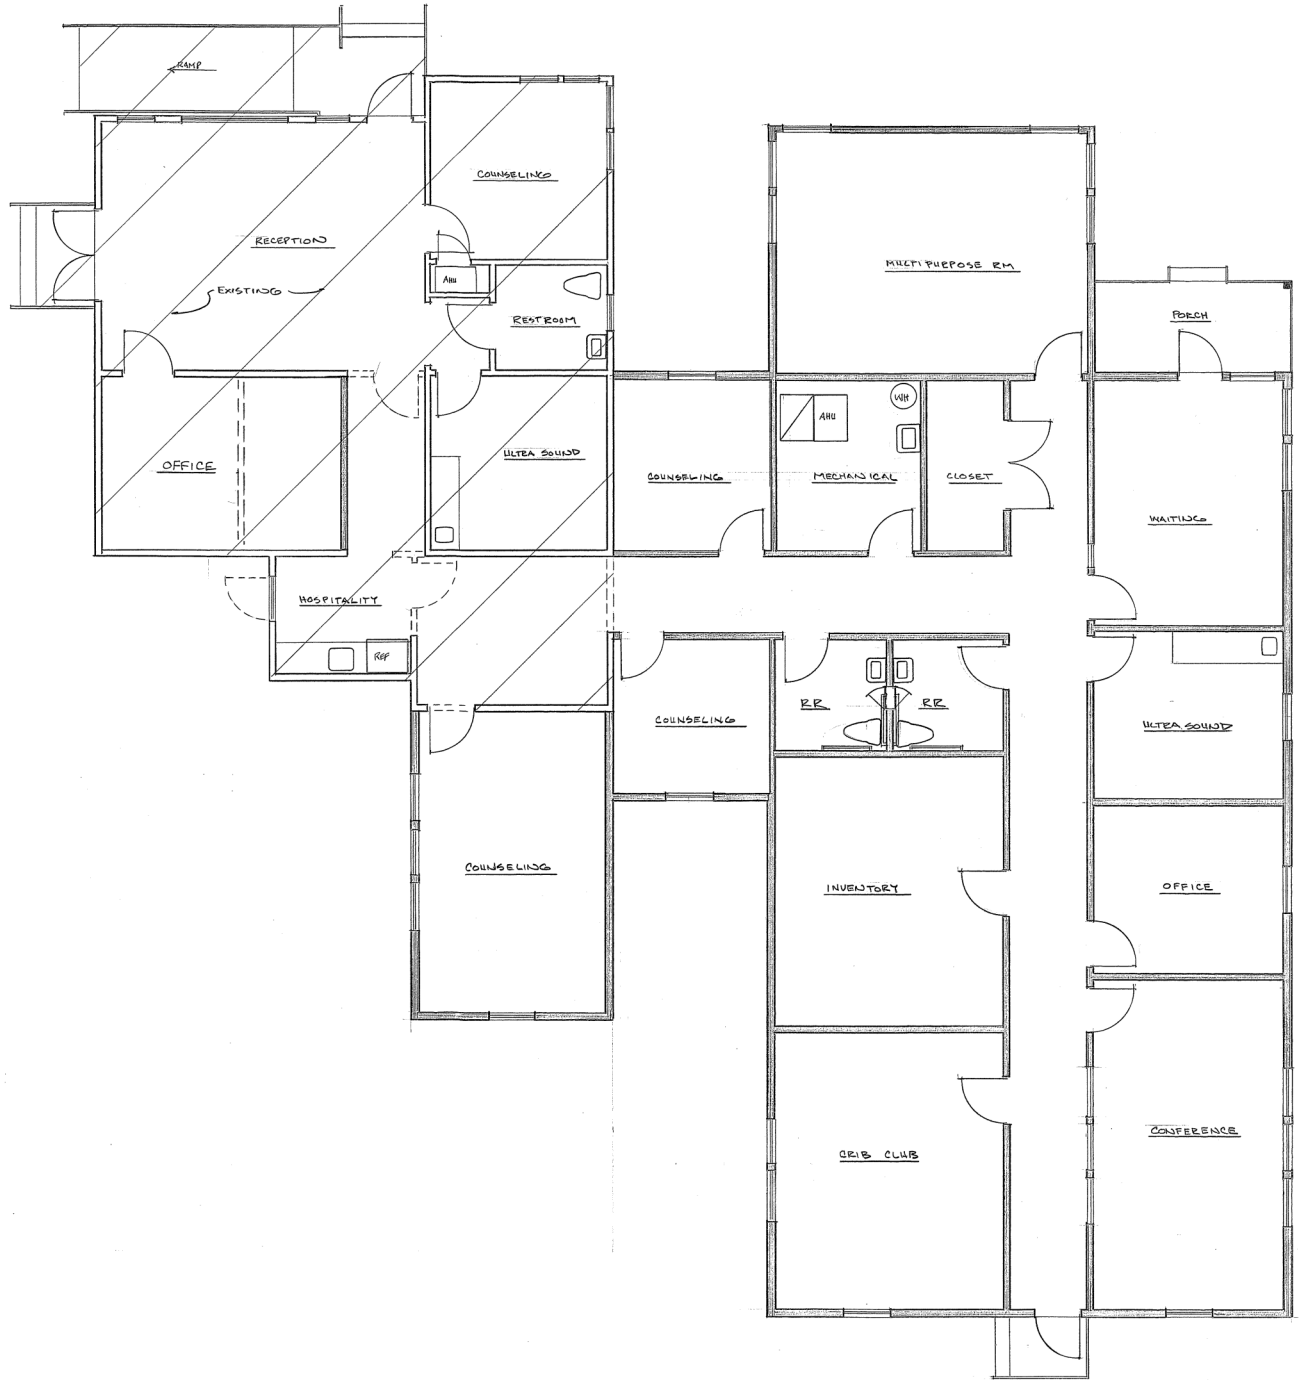 RAMP
COUNSELING
RECEPTION
MULTIPURPOSE RM
AHU
EXISTING
RESTROOM
PORCH
WH
AHU
OFFICE
ULTRA SOUND
COUNSELING
MECHANICAL
CLOSET
WAITING
HOSPITALITY
REF
RR
RR
COUNSELING
ULTRA SOUND
COUNSELING
INVENTORY
OFFICE
CONFERENCE
CRIB CLUB